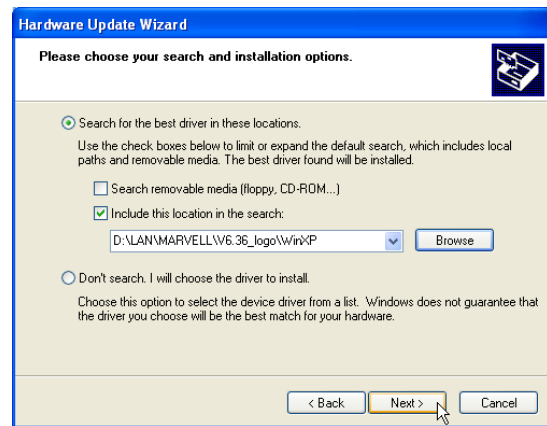 Hardware Update Wizard
Please choose your search and installation options.
Search for the best driver in these locations.
Use the check boxes below to limit or expand the default search, which includes local
paths and removable media. The best driver found will be installed.
Search removable media (floppy, CD-ROM...)
Include this location in the search:
D:\LAN\MARVELL\V6.36_logo\WinXP
Browse
Don't search. I will choose the driver to install.
Choose this option to select the device driver from a list. Windows does not guarantee that
the driver you choose will be the best match for your hardware.
< Back
Next >
Cancel